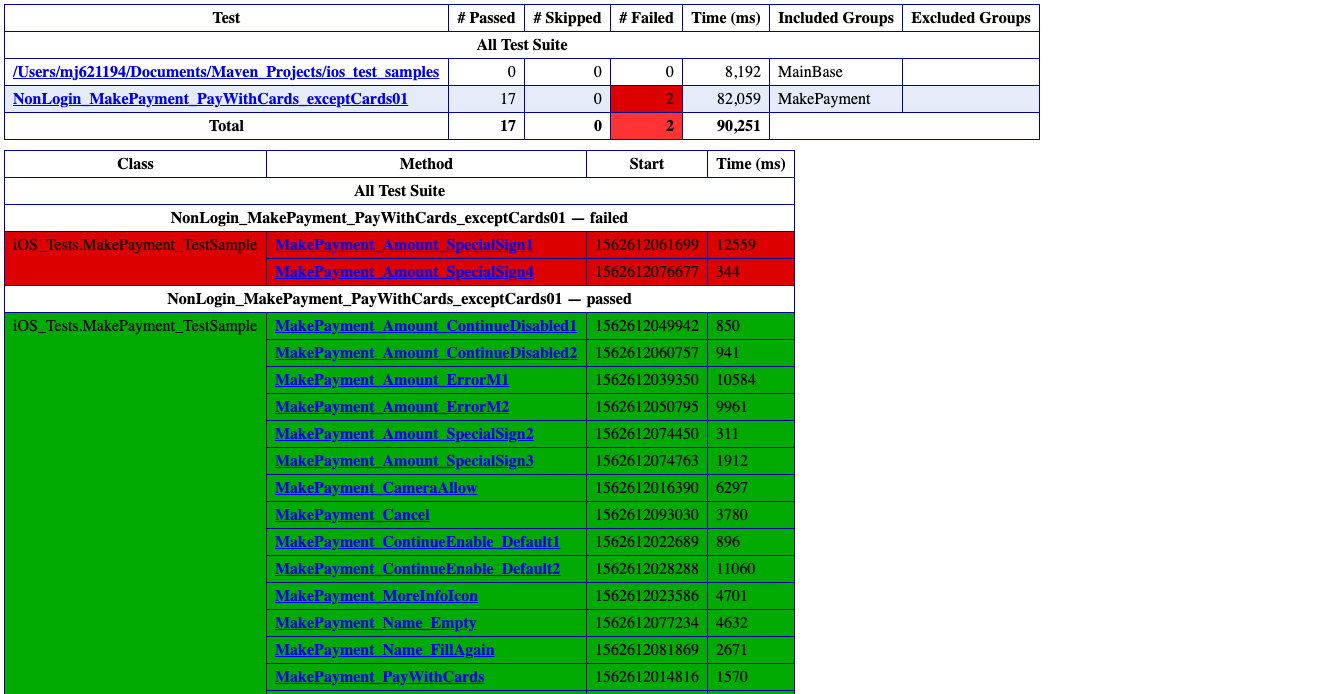 Test # Passed # Skipped # Failed Time (ms) Included Groups Excluded Groups
All Test Suite
/Users/mj621194/Documents/Maven_Projects/ios_test_samples 0 0 0 8,192 MainBase
NonLogin_MakePayment_PayWithCards_exceptCards01 17 0 2 82,059 MakePayment
Total 17 0 2 90,251
Class Method Start Time (ms)
All Test Suite
NonLogin_MakePayment_PayWithCards_exceptCards01 — failed
iOS_Tests.MakePayment_TestSample MakePayment_Amount_SpecialSign1 1562612061699 12559
MakePayment_Amount_SpecialSign4 1562612076677 344
NonLogin_MakePayment_PayWithCards_exceptCards01 — passed
iOS_Tests.MakePayment_TestSample MakePayment_Amount_ContinueDisabled1 1562612049942 850
MakePayment_Amount_ContinueDisabled2 1562612060757 941
MakePayment_Amount_ErrorM1 1562612039350 10584
MakePayment_Amount_ErrorM2 1562612050795 9961
MakePayment_Amount_SpecialSign2 1562612074450 311
MakePayment_Amount_SpecialSign3 1562612074763 1912
MakePayment_CameraAllow 1562612016390 6297
MakePayment_Cancel 1562612093030 3780
MakePayment_ContinueEnable_Default1 1562612022689 896
MakePayment_ContinueEnable_Default2 1562612028288 11060
MakePayment_MoreInfoIcon 1562612023586 4701
MakePayment_Name_Empty 1562612077234 4632
MakePayment_Name_FillAgain 1562612081869 2671
MakePayment_PayWithCards 1562612014816 1570